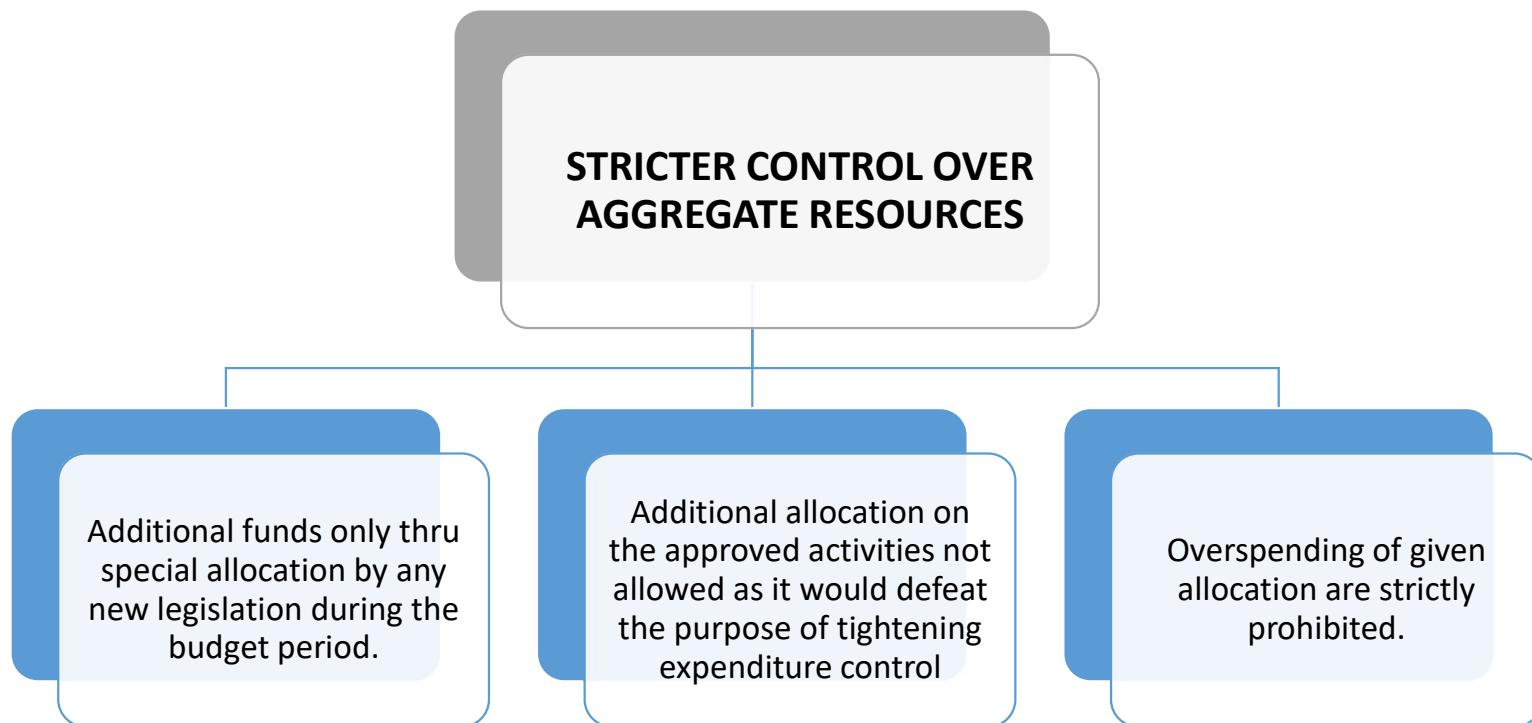 STRICTER CONTROL OVER
AGGREGATE RESOURCES
Additional funds only thru
special allocation by any
new legislation during the
budget period.
Additional allocation on
the approved activities not
allowed as it would defeat
the purpose of tightening
expenditure control
Overspending of given
allocation are strictly
prohibited.